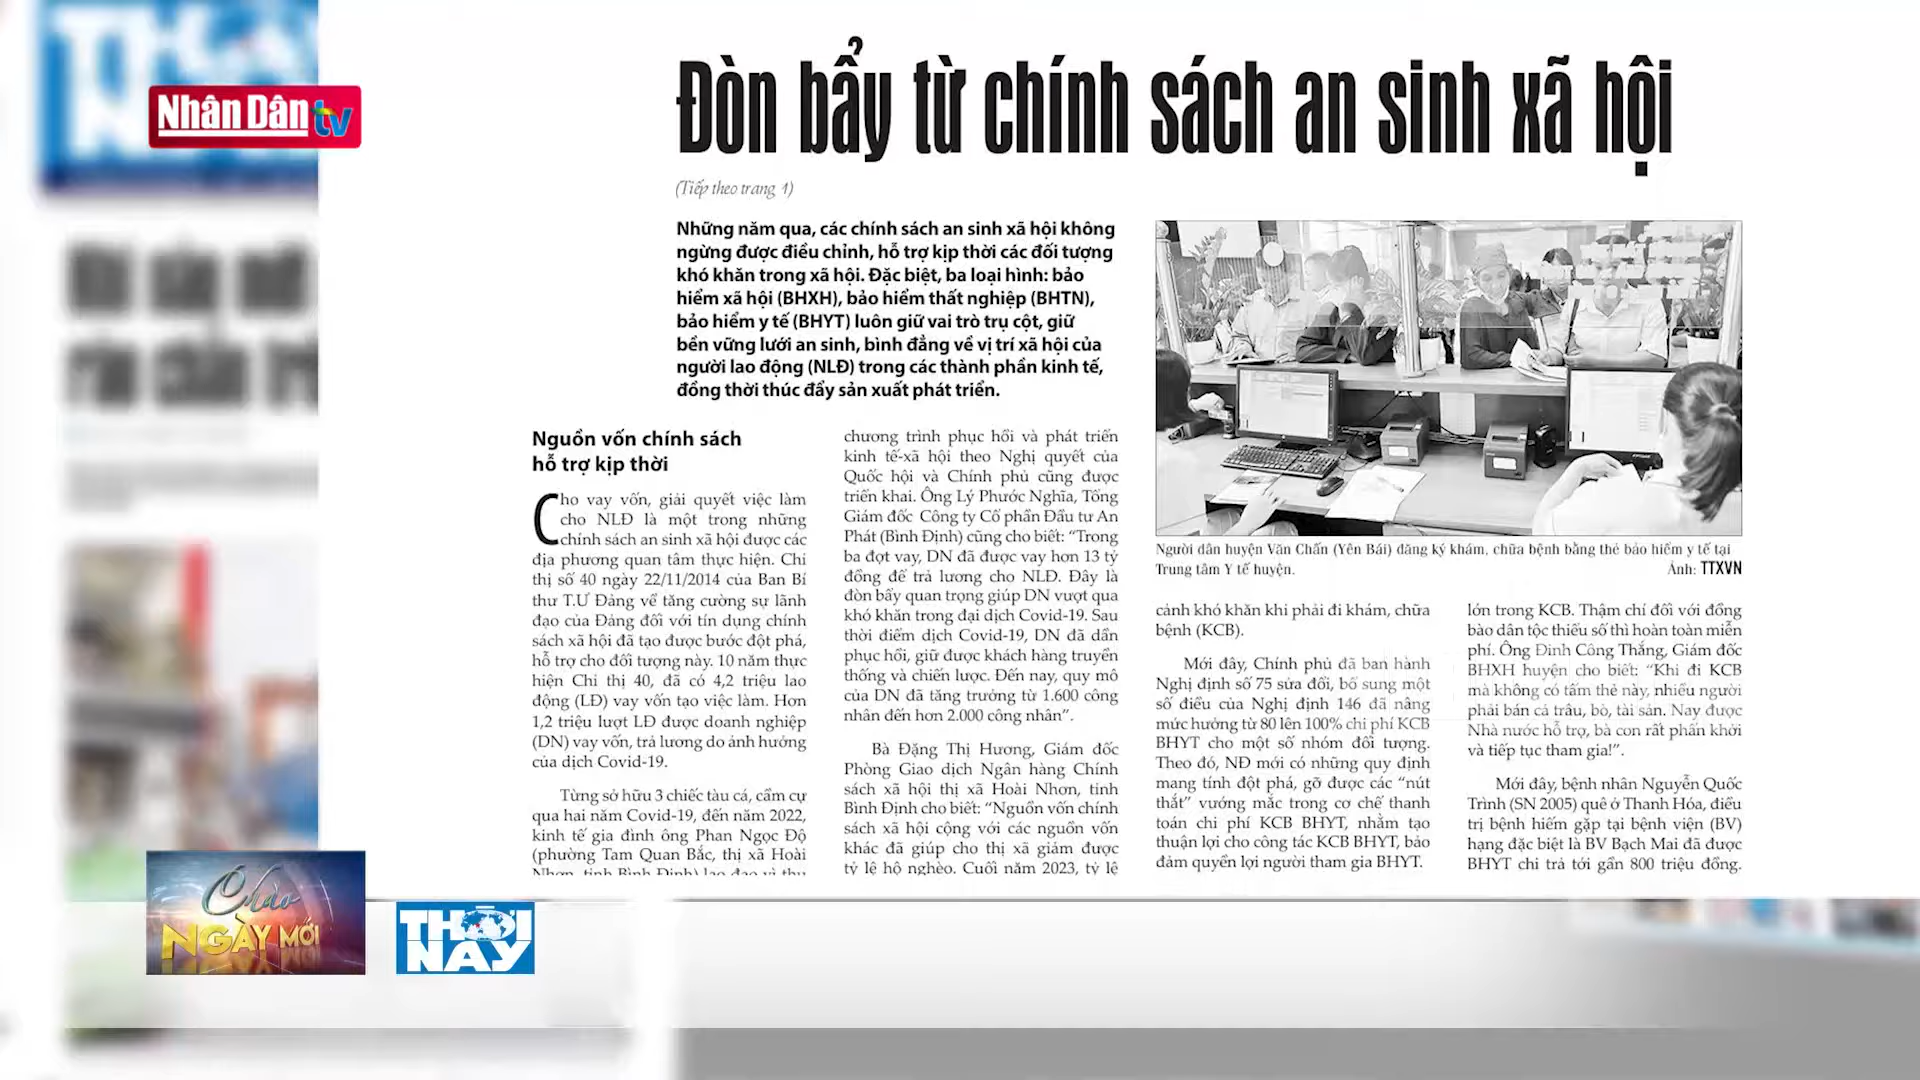 Nhân Dân tv
Đòn bẩy từ chính sách an sinh xã hội
(Tiếp theo trang 1)
Những năm qua, các chính sách an sinh xã hội không
ngừng được điều chỉnh, hỗ trợ kịp thời các đối tượng
khó khăn trong xã hội. Đặc biệt, ba loại hình: bảo
hiểm xã hội (BHXH), bảo hiểm thất nghiệp (BHTN),
bảo hiểm y tế (BHYT) luôn giữ vai trò trụ cột, giữ
bền vững lưới an sinh, bình đẳng về vị trí xã hội của
người lao động (NLĐ) trong các thành phần kinh tế,
đồng thời thúc đẩy sản xuất phát triển.
Nguồn vốn chính sách
hỗ trợ kịp thời
Cho vay vốn, giải quyết việc làm
cho NLĐ là một trong những
chính sách an sinh xã hội được các
địa phương quan tâm thực hiện. Chỉ
thị số 40 ngày 22/11/2014 của Ban Bí
thư T.Ư Đảng về tăng cường sự lãnh
đạo của Đảng đối với tín dụng chính
sách xã hội đã tạo được bước đột phá,
hỗ trợ cho đối tượng này. 10 năm thực
hiện Chỉ thị 40, đã có 4,2 triệu lao
động (LĐ) vay vốn tạo việc làm. Hơn
1,2 triệu lượt LĐ được doanh nghiệp
(DN) vay vốn, trả lương do ảnh hưởng
của dịch Covid-19.
Từng sở hữu 3 chiếc tàu cá, cầm cự
qua hai năm Covid-19, đến năm 2022,
kinh tế gia đình ông Phan Ngọc Độ
(phường Tam Quan Bắc, thị xã Hoài
Nhơn, tỉnh Bình Định) lao đao vì thu
chương trình phục hồi và phát triển
kinh tế-xã hội theo Nghị quyết của
Quốc hội và Chính phủ cũng được
triển khai. Ông Lý Phước Nghĩa, Tổng
Giám đốc Công ty Cổ phần Đầu tư An
Phát (Bình Định) cũng cho biết: “Trong
ba đợt vay, DN đã được vay hơn 13 tỷ
đồng để trả lương cho NLĐ. Đây là
đòn bẩy quan trọng giúp DN vượt qua
khó khăn trong đại dịch Covid-19. Sau
thời điểm dịch Covid-19, DN đã dần
phục hồi, giữ được khách hàng truyền
thống và chiến lược. Đến nay, quy mô
của DN đã tăng trưởng từ 1.600 công
nhân đến hơn 2.000 công nhân”.
Bà Đặng Thị Hương, Giám đốc
Phòng Giao dịch Ngân hàng Chính
sách xã hội thị xã Hoài Nhơn, tỉnh
Bình Định cho biết: “Nguồn vốn chính
sách xã hội cộng với các nguồn vốn
khác đã giúp cho thị xã giảm được
tỷ lệ hộ nghèo. Cuối năm 2023, tỷ lệ
Người dân huyện Văn Chấn (Yên Bái) đăng ký khám, chữa bệnh bằng thẻ bảo hiểm y tế tại
Trung tâm Y tế huyện. Ảnh: TTXVN
cảnh khó khăn khi phải đi khám, chữa
bệnh (KCB).
Mới đây, Chính phủ đã ban hành
Nghị định số 75 sửa đổi, bổ sung một
số điều của Nghị định 146 đã nâng
mức hưởng từ 80 lên 100% chi phí KCB
BHYT cho một số nhóm đối tượng.
Theo đó, NĐ mới có những quy định
mang tính đột phá, gỡ được các “nút
thắt” vướng mắc trong cơ chế thanh
toán chi phí KCB BHYT, nhằm tạo
thuận lợi cho công tác KCB BHYT, bảo
đảm quyền lợi người tham gia BHYT.
lớn trong KCB. Thậm chí đối với đồng
bào dân tộc thiểu số thì hoàn toàn miễn
phí. Ông Đinh Công Thắng, Giám đốc
BHXH huyện cho biết: “Khi đi KCB
mà không có tấm thẻ này, nhiều người
phải bán cả trâu, bò, tài sản. Nay được
Nhà nước hỗ trợ, bà con rất phấn khởi
và tiếp tục tham gia!”.
Mới đây, bệnh nhân Nguyễn Quốc
Trình (SN 2005) quê ở Thanh Hóa, điều
trị bệnh hiếm gặp tại bệnh viện (BV)
hạng đặc biệt là BV Bạch Mai đã được
BHYT chi trả tới gần 800 triệu đồng.
Chào
NGÀY MỚI
THỜI
NAY